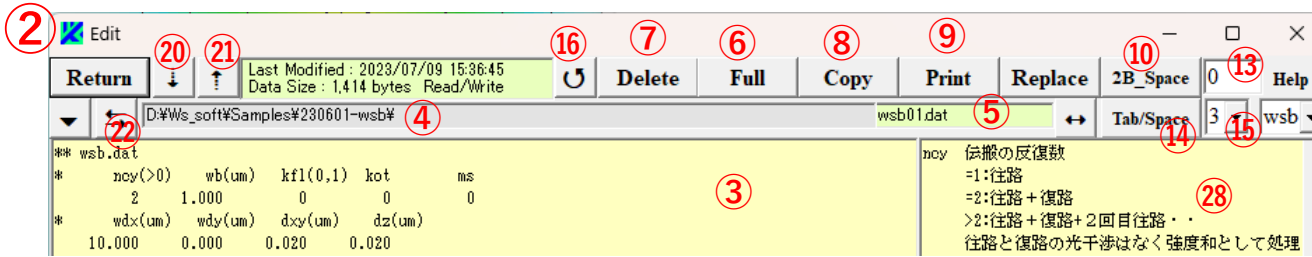 ② Edit
⑳ ㉑ ⑯ ⑦ ⑥ ⑧ ⑨ ⑩ ⑬
Return Last Modified : 2023/07/09 15:36:45 Delete Full Copy Print Replace 2B_Space 0 Help
Data Size : 1,414 bytes Read/Write
㉒ D:¥Ws_soft¥Samples¥230601-wsb¥ ④ wsb01.dat ⑤ ↔ Tab/Space ⑭ 3 ⑮ wsb
** wsb.dat
* ncy(>0) wb(um) kfl(0,1) kot ms
2 1.000 0 0 0
* wdx(um) wdy(um) dxy(um) dz(um)
10.000 0.000 0.020 0.020
③
ncy 伝搬の反復数
=1:往路
=2:往路＋復路
>2:往路＋復路+２回目往路・・
往路と復路の光干渉はなく強度和として処理
㉘